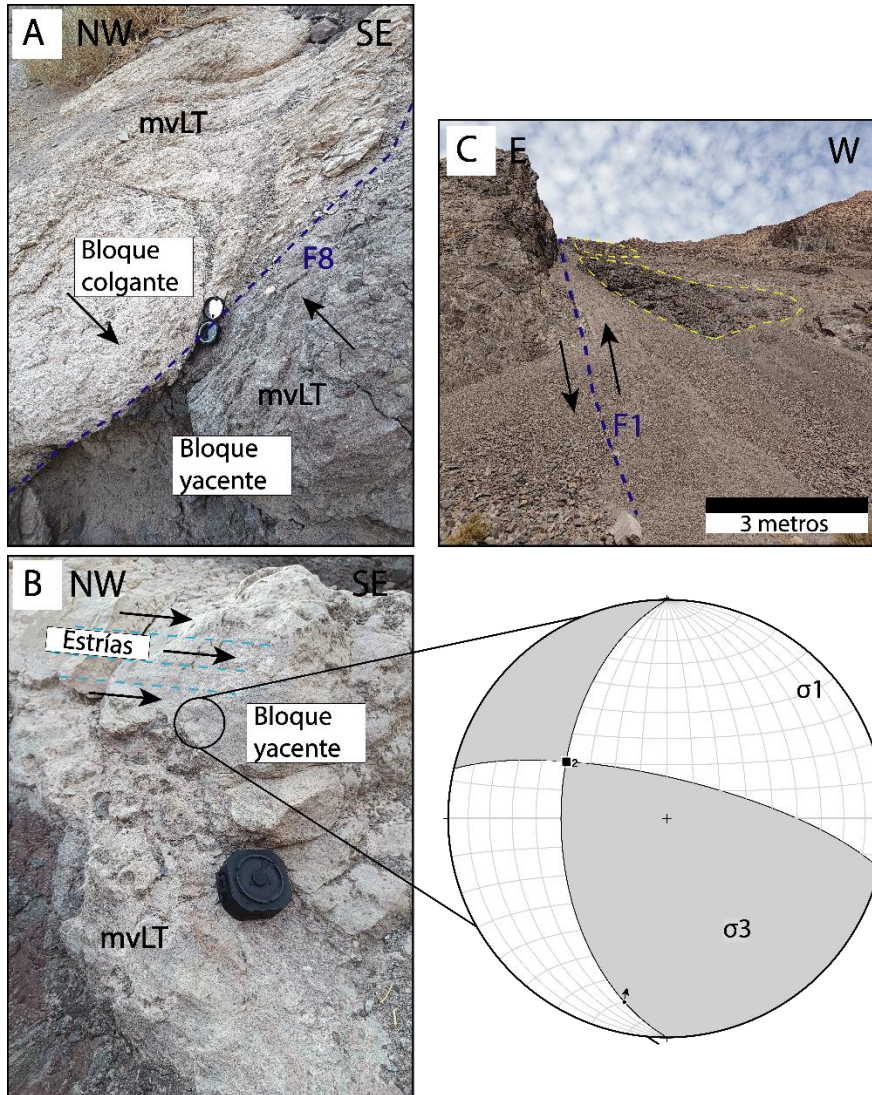 A NW SE
mvLT
Bloque
colgante
F8
mvLT
Bloque
yacente
C E W
F1
3 metros
B NW SE
Estrías
Bloque
yacente
mvLT
σ1
2
σ3